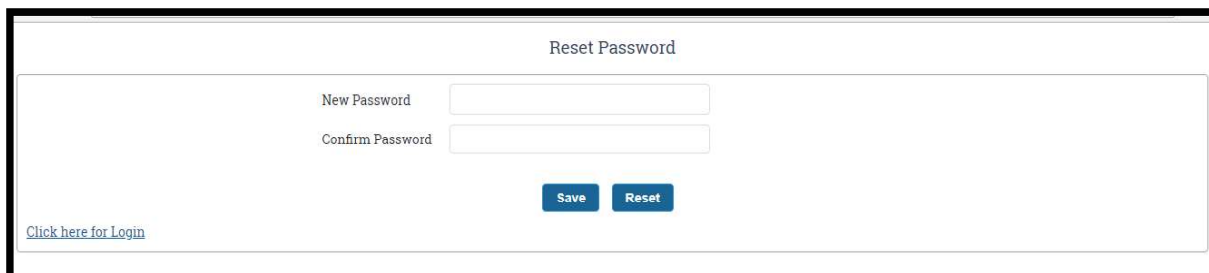 Reset Password
New Password
Confirm Password
Save Reset
Click here for Login